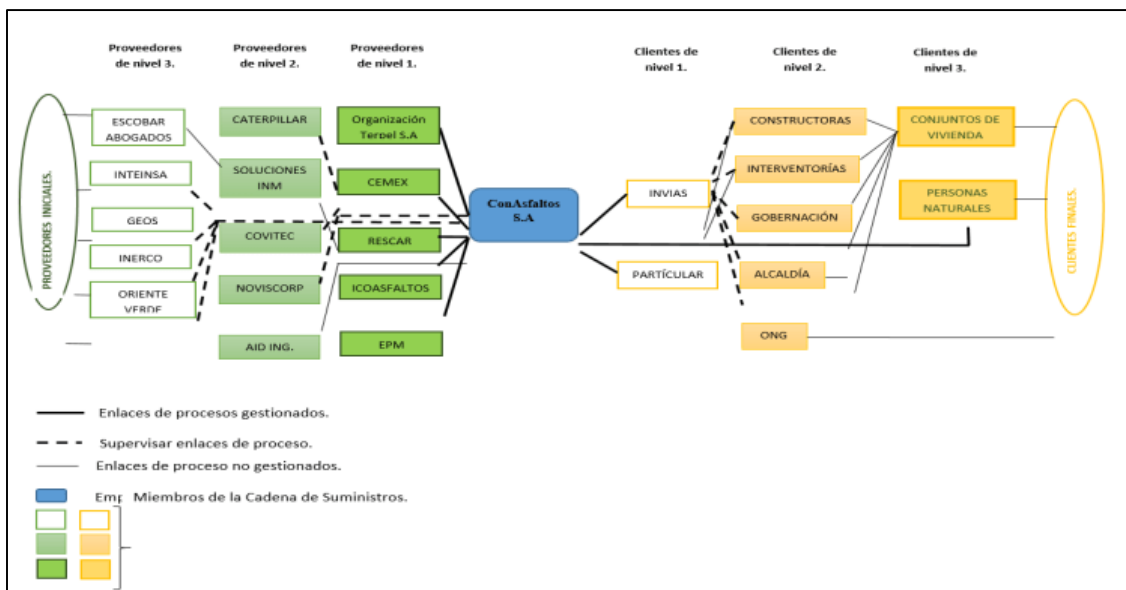 Proveedores
de nivel 3.
Proveedores
de nivel 2.
Proveedores
de nivel 1.
Clientes de
nivel 1.
Clientes de
nivel 2.
Clientes de
nivel 3.
PROVEEDORES INICIALES.
ESCOBAR
ABOGADOS
INTEINSA
GEOS
INERCO
ORIENTE
VERDE
CATERPILLAR
SOLUCIONES
INM
COVITEC
NOVISCORP
AID ING.
Organización
Terpel S.A
CEMEX
RESCAR
ICOASFALTOS
EPM
ConAsfaltos
S.A
INVIAS
PARTÍCULAR
CONSTRUCTORAS
INTERVENTORÍAS
GOBERNACIÓN
ALCALDÍA
ONG
CONJUNTOS DE
VIVIENDA
PERSONAS
NATURALES
CLIENTES FINALES.
Enlaces de procesos gestionados.
Supervisar enlaces de proceso.
Enlaces de proceso no gestionados.
Miembros de la Cadena de Suministros.